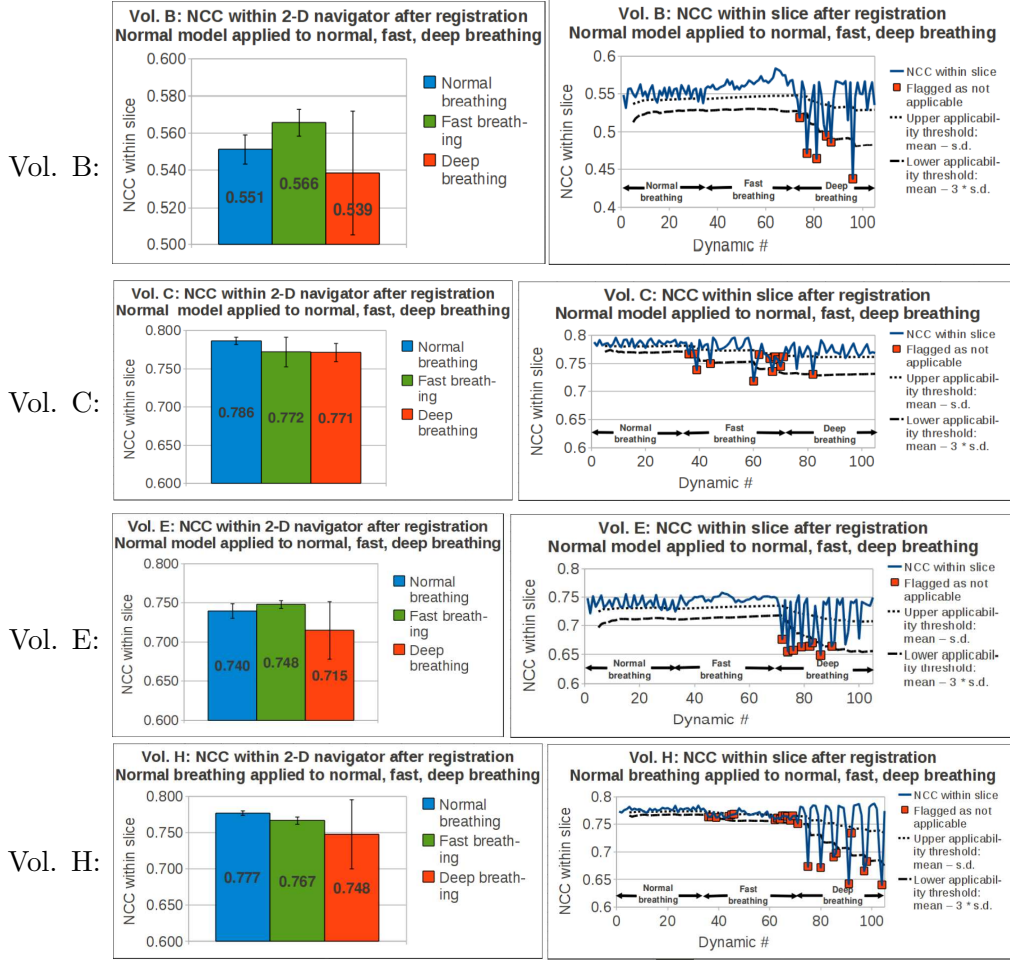 Vol. B:
Vol. B: NCC within 2-D navigator after registration
Normal model applied to normal, fast, deep breathing
NCC within slice
0.600
0.580
0.560
0.540
0.520
0.500
0.551
0.566
0.539
Normal
breathing
Fast breath-
ing
Deep
breathing
Vol. B: NCC within slice after registration
Normal model applied to normal, fast, deep breathing
NCC within slice
0.6
0.55
0.5
0.45
0.4
Normal
breathing
Fast
breathing
Deep
breathing
0 20 40 60 80 100
Dynamic #
NCC within slice
Flagged as not
applicable
Upper applicabil-
ity threshold:
mean – s.d.
Lower applicabil-
ity threshold:
mean – 3 * s.d.
Vol. C:
Vol. C: NCC within 2-D navigator after registration
Normal model applied to normal, fast, deep breathing
NCC within slice
0.800
0.750
0.700
0.650
0.600
0.786
0.772
0.771
Normal
breathing
Fast breath-
ing
Deep
breathing
Vol. C: NCC within slice after registration
Normal model applied to normal, fast, deep breathing
NCC within slice
0.8
0.75
0.7
0.65
0.6
Normal
breathing
Fast
breathing
Deep
breathing
0 20 40 60 80 100
Dynamic #
NCC within slice
Flagged as not
applicable
Upper applicabil-
ity threshold:
mean – s.d.
Lower applicabil-
ity threshold:
mean – 3 * s.d.
Vol. E:
Vol. E: NCC within 2-D navigator after registration
Normal model applied to normal, fast, deep breathing
NCC within slice
0.800
0.750
0.700
0.650
0.600
0.740
0.748
0.715
Normal
breathing
Fast breath-
ing
Deep
breathing
Vol. E: NCC within slice after registration
Normal model applied to normal, fast, deep breathing
NCC within slice
0.8
0.75
0.7
0.65
0.6
Normal
breathing
Fast
breathing
Deep
breathing
0 20 40 60 80 100
Dynamic #
NCC within slice
Flagged as not
applicable
Upper applicabil-
ity threshold:
mean – s.d.
Lower applicabil-
ity threshold:
mean – 3 * s.d.
Vol. H:
Vol. H: NCC within 2-D navigator after registration
Normal breathing applied to normal, fast, deep breathing
NCC within slice
0.800
0.750
0.700
0.650
0.600
0.777
0.767
0.748
Normal
breathing
Fast breath-
ing
Deep breath-
ing
Vol. H: NCC within slice after registration
Normal breathing applied to normal, fast, deep breathing
NCC within slice
0.8
0.75
0.7
0.65
0.6
Normal
breathing
Fast
breathing
Deep
breathing
0 20 40 60 80 100
Dynamic #
NCC within slice
Flagged as not
applicable
Upper applicabil-
ity threshold:
mean – s.d.
Lower applicabil-
ity threshold:
mean – 3 * s.d.